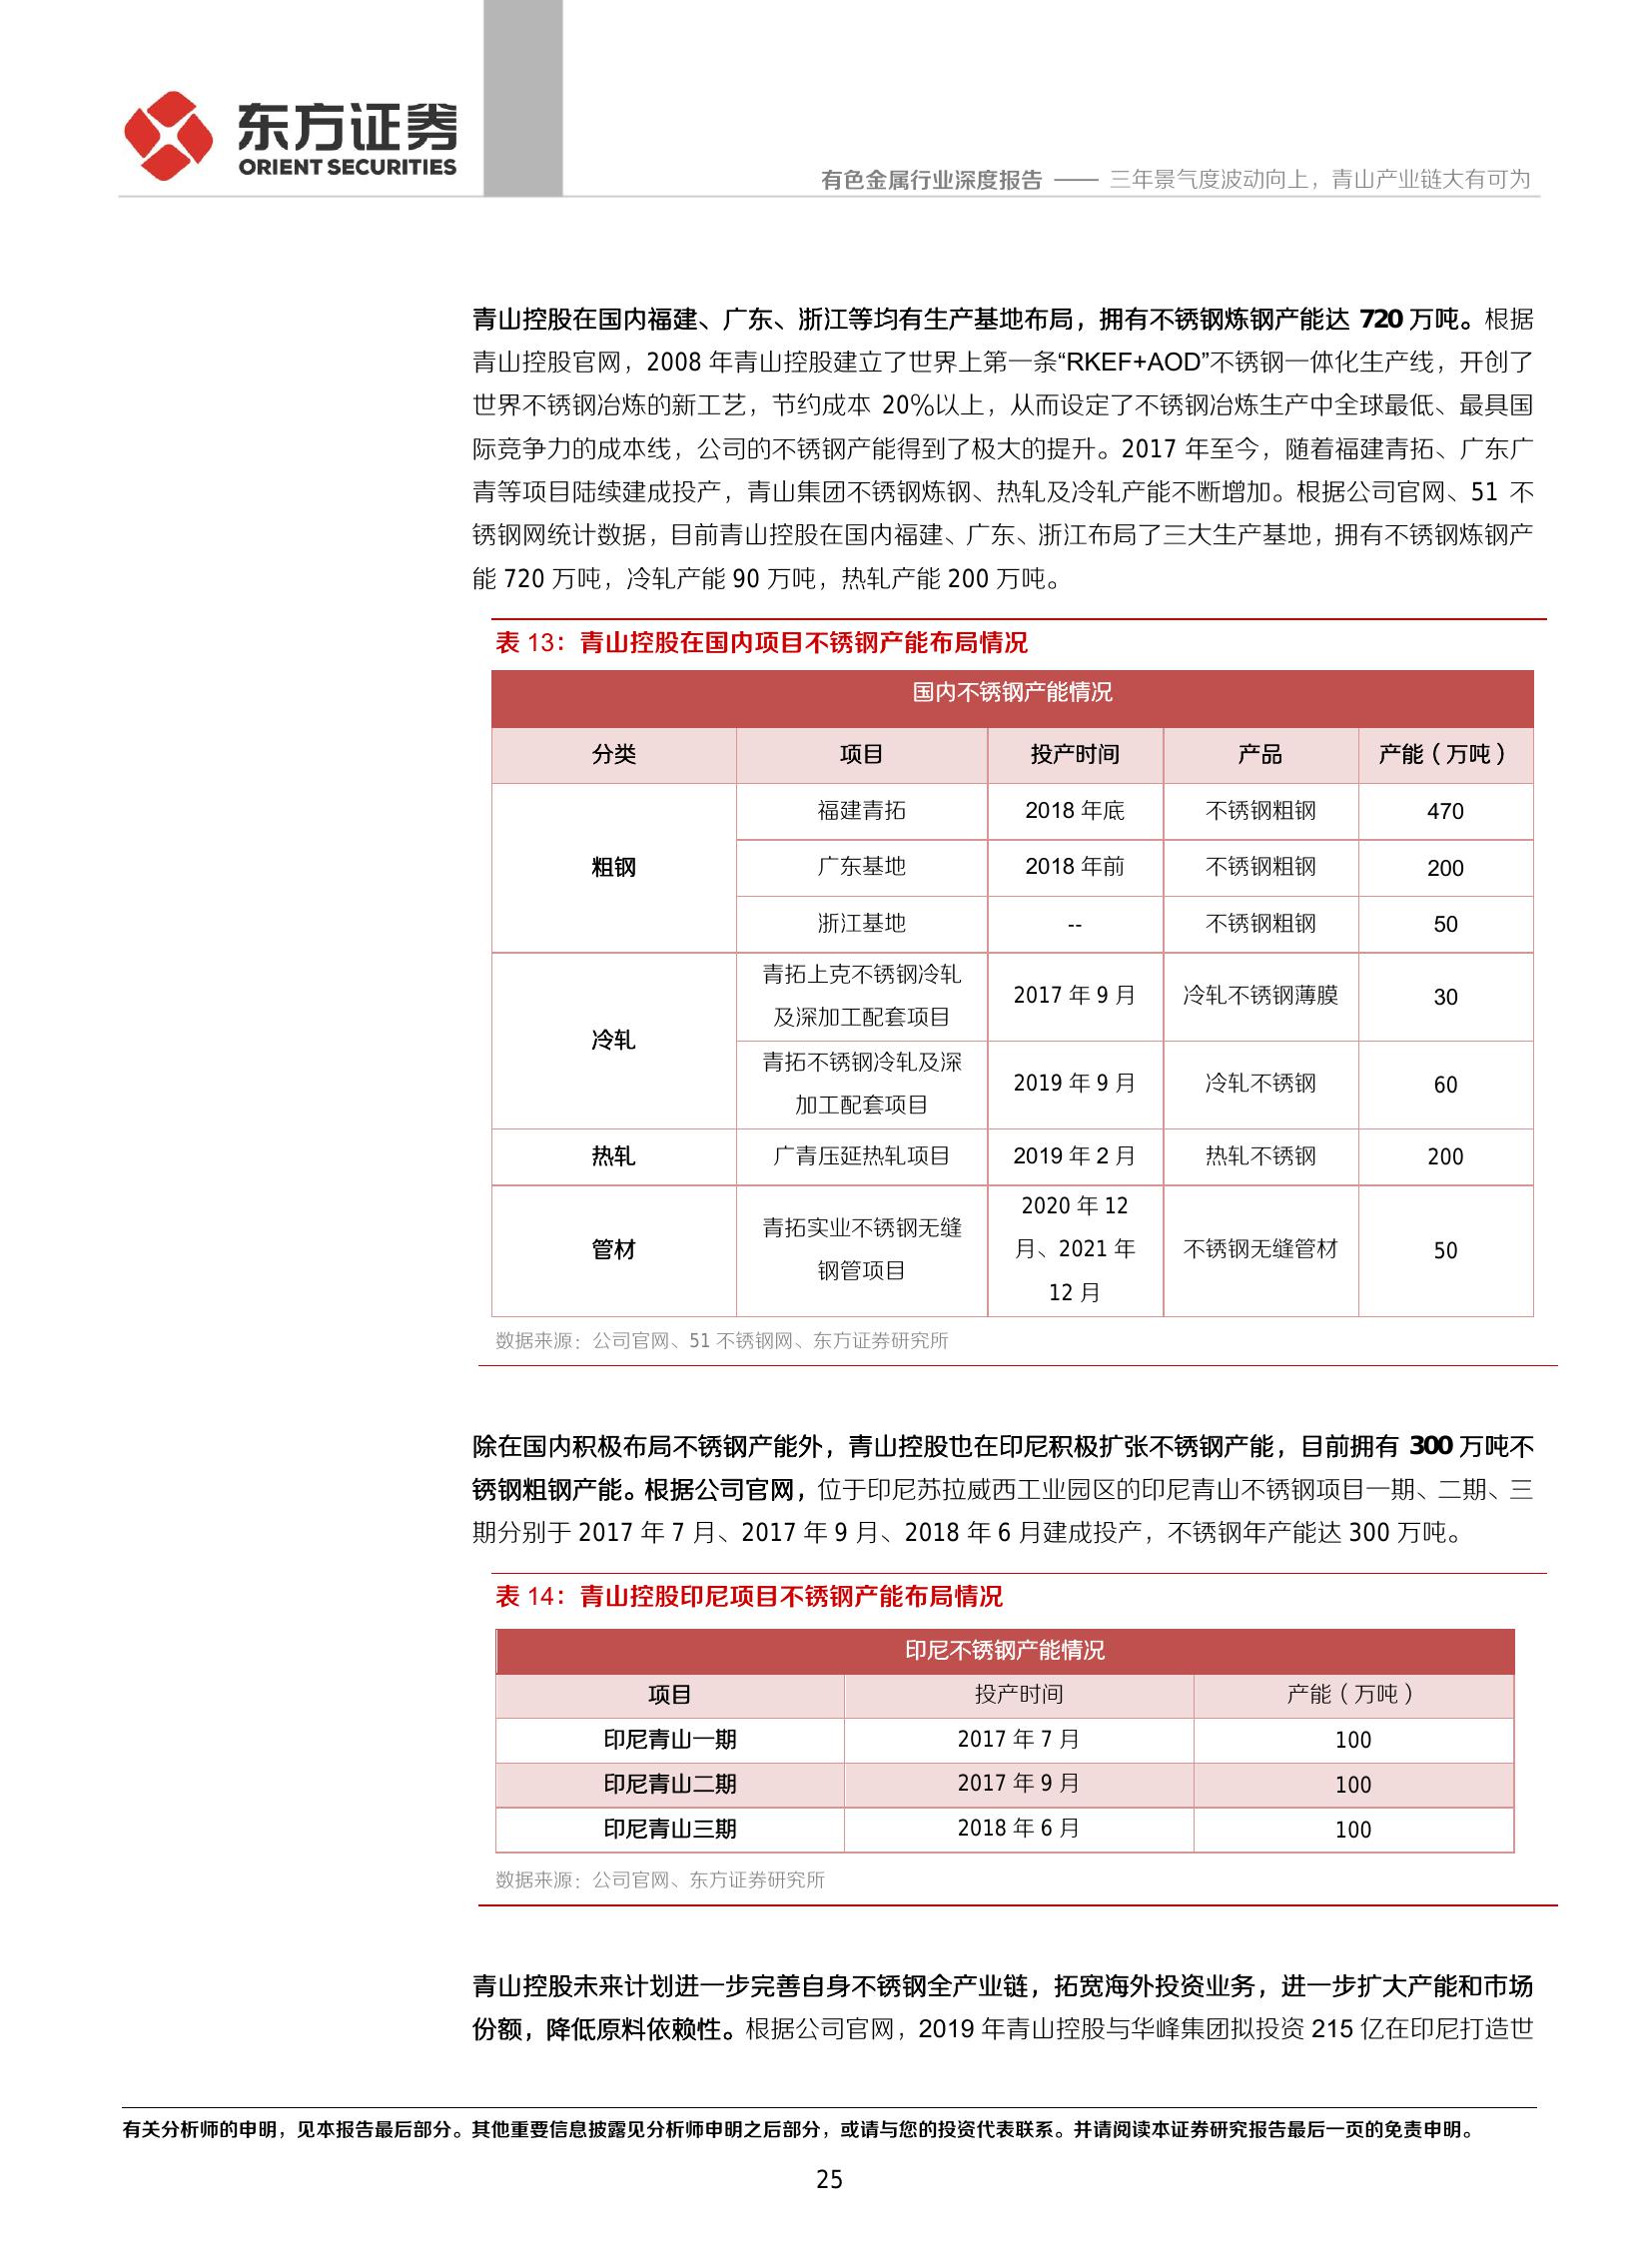 东方证券
ORIENT SECURITIES
有色金属行业深度报告 —— 三年景气度波动向上，青山产业链大有可为
青山控股在国内福建、广东、浙江等均有生产基地布局，拥有不锈钢炼钢产能达 720 万吨。根据
青山控股官网，2008 年青山控股建立了世界上第一条“RKEF+AOD”不锈钢一体化生产线，开创了
世界不锈钢冶炼的新工艺，节约成本 20%以上，从而设定了不锈钢冶炼生产中全球最低、最具国
际竞争力的成本线，公司的不锈钢产能得到了极大的提升。2017 年至今，随着福建青拓、广东广
青等项目陆续建成投产，青山集团不锈钢炼钢、热轧及冷轧产能不断增加。根据公司官网、51 不
锈钢网统计数据，目前青山控股在国内福建、广东、浙江布局了三大生产基地，拥有不锈钢炼钢产
能 720 万吨，冷轧产能 90 万吨，热轧产能 200 万吨。
表 13：青山控股在国内项目不锈钢产能布局情况
国内不锈钢产能情况
分类 项目 投产时间 产品 产能（万吨）
粗钢 福建青拓 2018 年底 不锈钢粗钢 470
广东基地 2018 年前 不锈钢粗钢 200
浙江基地 -- 不锈钢粗钢 50
冷轧
青拓上克不锈钢冷轧
及深加工配套项目
2017 年 9 月 冷轧不锈钢薄膜 30
青拓不锈钢冷轧及深
加工配套项目
2019 年 9 月 冷轧不锈钢 60
热轧 广青压延热轧项目 2019 年 2 月 热轧不锈钢 200
管材
青拓实业不锈钢无缝
钢管项目
2020 年 12
月、2021 年
12 月
不锈钢无缝管材 50
数据来源：公司官网、51 不锈钢网、东方证券研究所
除在国内积极布局不锈钢产能外，青山控股也在印尼积极扩张不锈钢产能，目前拥有 300 万吨不
锈钢粗钢产能。根据公司官网，位于印尼苏拉威西工业园区的印尼青山不锈钢项目一期、二期、三
期分别于 2017 年 7 月、2017 年 9 月、2018 年 6 月建成投产，不锈钢年产能达 300 万吨。
表 14：青山控股印尼项目不锈钢产能布局情况
印尼不锈钢产能情况
项目 投产时间 产能（万吨）
印尼青山一期 2017 年 7 月 100
印尼青山二期 2017 年 9 月 100
印尼青山三期 2018 年 6 月 100
数据来源：公司官网、东方证券研究所
青山控股未来计划进一步完善自身不锈钢全产业链，拓宽海外投资业务，进一步扩大产能和市场
份额，降低原料依赖性。根据公司官网，2019 年青山控股与华峰集团拟投资 215 亿在印尼打造世
有关分析师的申明，见本报告最后部分。其他重要信息披露见分析师申明之后部分，或请与您的投资代表联系。并请阅读本证券研究报告最后一页的免责申明。
25